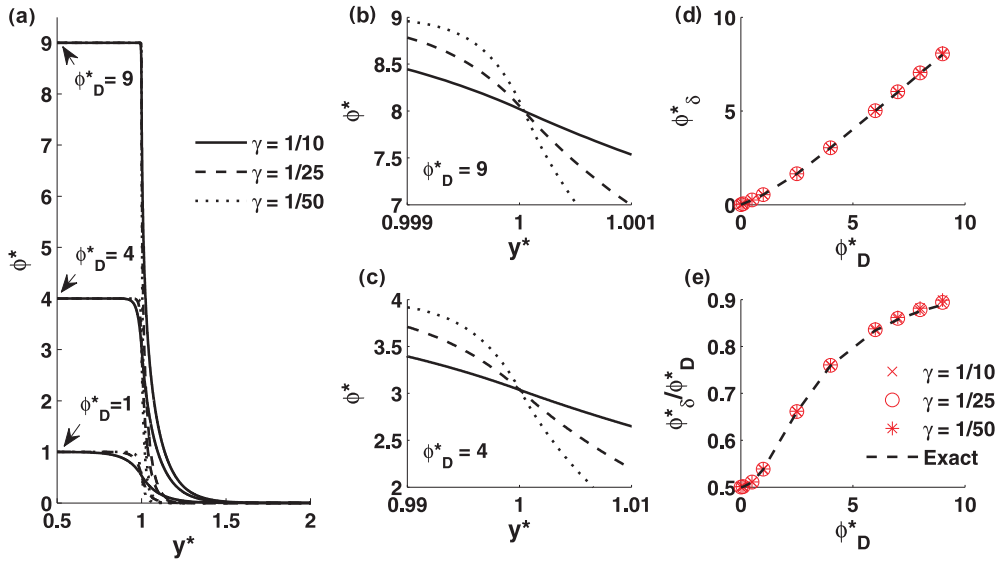 (a)
9
8
7
6
5
4
3
2
1
0
ϕ*
ϕ*D = 9
ϕ*D = 4
ϕ*D =1
0.5 1 1.5 2
y*
γ = 1/10
γ = 1/25
γ = 1/50
(b)
9
8.5
8
7.5
7
ϕ*
ϕ*D = 9
0.999 1 1.001
y*
(c)
4
3.5
3
2.5
2
ϕ*
ϕ*D = 4
0.99 1 1.01
y*
(d)
10
5
0
ϕ*δ
0 5 10
ϕ*D
(e)
0.9
0.8
0.7
0.6
0.5
ϕ*δ/ϕ*D
γ = 1/10
γ = 1/25
γ = 1/50
Exact
0 5 10
ϕ*D